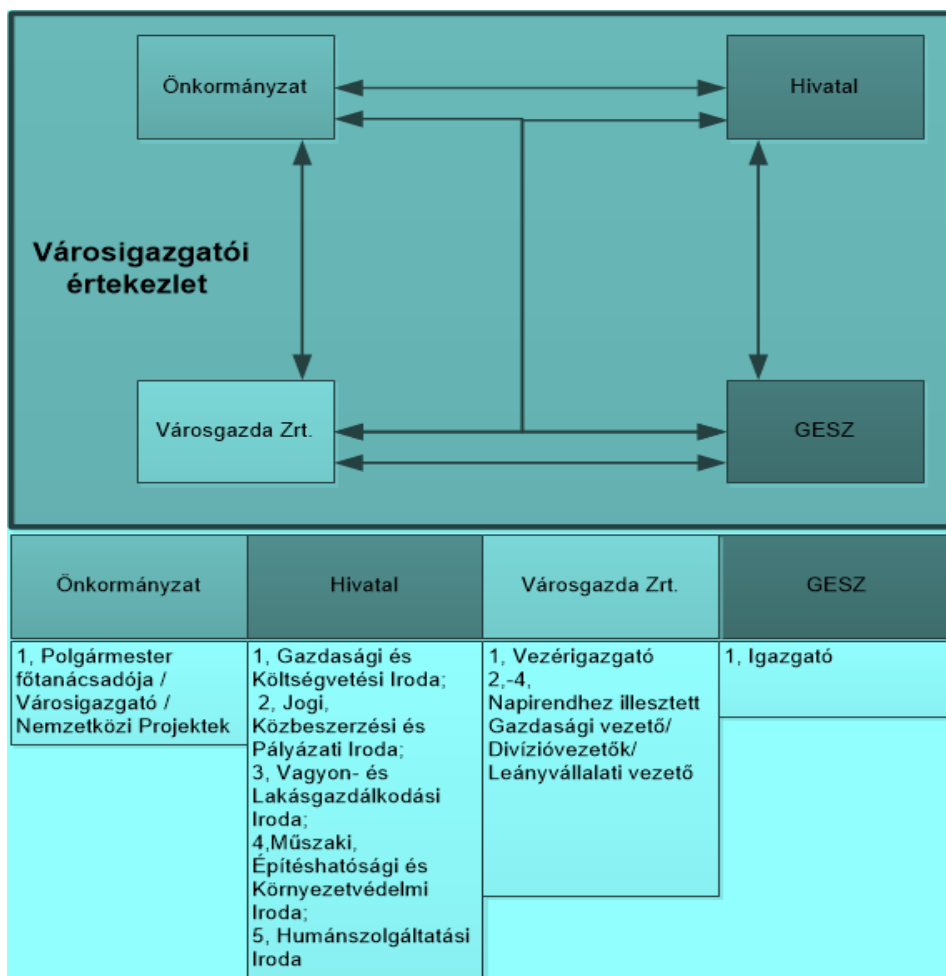 Önkormányzat
Hivatal
Városigazgatói
értekezlet
Városgazda Zrt.
GESZ
Önkormányzat
Hivatal
Városgazda Zrt.
GESZ
1, Polgármester
főtanácsadója /
Városigazgató /
Nemzetközi Projektek
1, Gazdasági és
Költségvetési Iroda;
2, Jogi,
Közbeszerzési és
Pályázati Iroda;
3, Vagyon- és
Lakásgazdálkodási
Iroda;
4,Műszaki,
Építéshatósági és
Környezetvédelmi
Iroda;
5, Humánszolgáltatási
Iroda
1, Vezérigazgató
2,-4,
Napirendhez illesztett
Gazdasági vezető/
Divízióvezetők/
Leányvállalati vezető
1, Igazgató